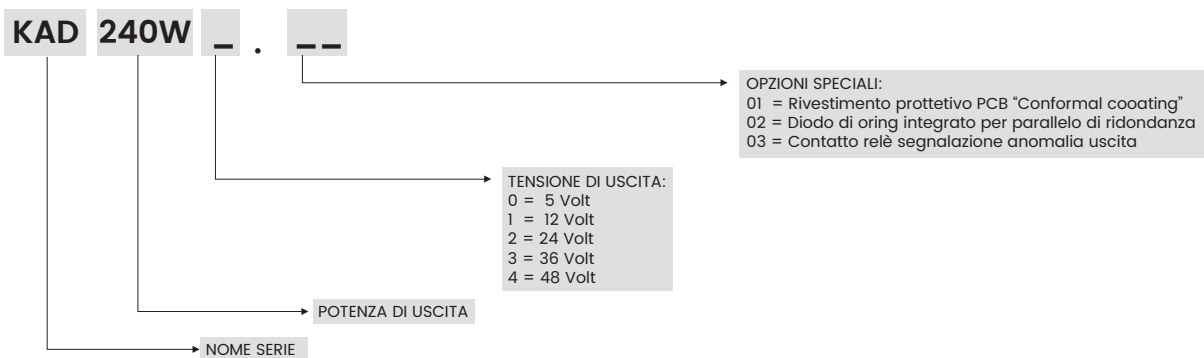 KAD 240W _ . _ _
OPZIONI SPECIALI:
01 = Rivestimento prottetivo PCB “Conformal cooating”
02 = Diodo di oring integrato per parallelo di ridondanza
03 = Contatto relè segnalazione anomalia uscita
TENSIONE DI USCITA:
0 = 5 Volt
1 = 12 Volt
2 = 24 Volt
3 = 36 Volt
4 = 48 Volt
POTENZA DI USCITA
NOME SERIE